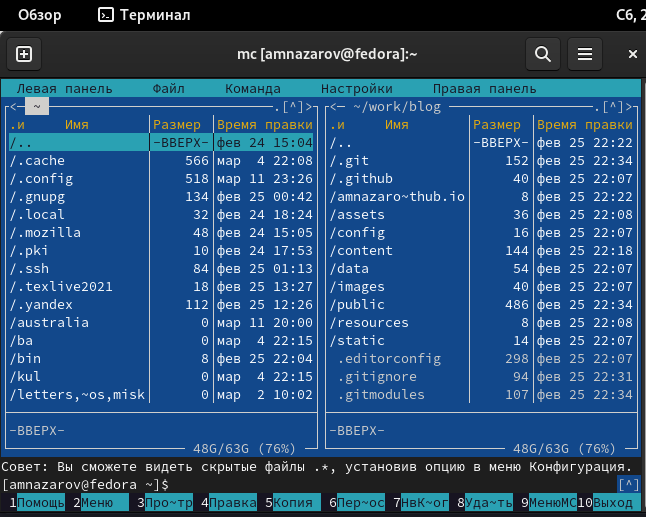 Обзор Терминал Сб, 2
mc [amnazarov@fedora]:~
Левая панель Файл Команда Настройки Правая панель
<— ~ .[^]> <— ~/work/blog .[^]>
.и Имя Размер Время правки .и Имя Размер Время правки
/.. -ВВЕРХ- фев 24 15:04 /.. -ВВЕРХ- фев 25 22:22
/.cache 566 мар 4 22:08 /.git 152 фев 25 22:34
/.config 518 мар 11 23:26 /.github 40 фев 25 22:07
/.gnupg 134 фев 25 00:42 /amnazaro~thub.io 8 фев 25 22:22
/.local 32 фев 24 18:24 /assets 36 фев 25 22:08
/.mozilla 48 фев 24 15:05 /config 16 фев 25 22:07
/.pki 10 фев 24 17:53 /content 144 фев 25 22:18
/.ssh 84 фев 25 01:13 /data 54 фев 25 22:07
/.texlive2021 18 фев 25 13:27 /images 40 фев 25 22:07
/.yandex 112 фев 25 12:26 /public 486 фев 25 22:34
/australia 0 мар 11 20:00 /resources 8 фев 25 22:08
/ba 0 мар 4 22:15 /static 14 фев 25 22:07
/bin 8 фев 25 22:04 .editorconfig 298 фев 25 22:07
/kul 0 мар 4 22:15 .gitignore 94 фев 25 22:31
/letters,~os,misk 0 мар 2 10:02 .gitmodules 107 фев 25 22:34
-ВВЕРХ- -ВВЕРХ-
48G/63G (76%) 48G/63G (76%)
Совет: Вы сможете видеть скрытые файлы .*, установив опцию в меню Конфигурация.
[amnazarov@fedora ~]$ [^]
1Помощь 2Меню 3Про~тр 4Правка 5Копия 6Пер~ос 7НвК~ог 8Уда~ть 9МенюMC 10Выход